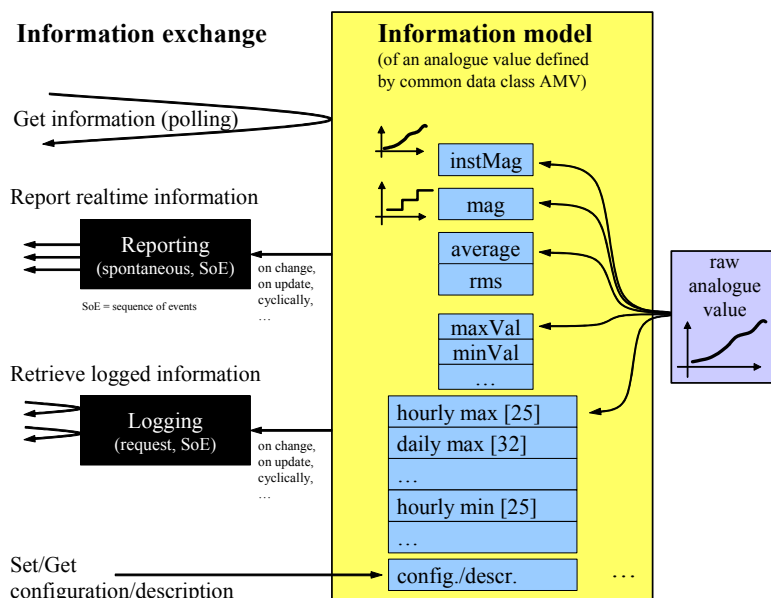 Information exchange
Information model
(of an analogue value defined
by common data class AMV)
Get information (polling)
instMag
Report realtime information
mag
Reporting
(spontaneous, SoE)
on change,
on update,
cyclically,
…
SoE = sequence of events
average
rms
raw
analogue
value
maxVal
minVal
…
Retrieve logged information
Logging
(request, SoE)
on change,
on update,
cyclically,
…
hourly max [25]
daily max [32]
…
hourly min [25]
…
Set/Get
configuration/description
config./descr.
…